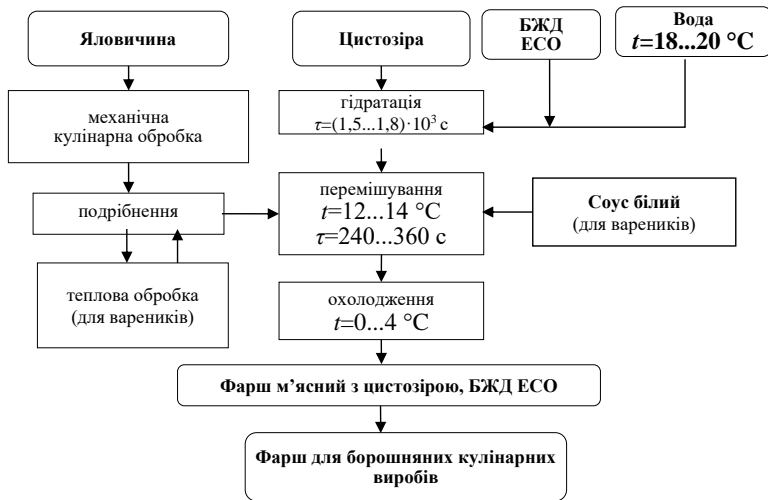 Яловичина
Цистозіра
БЖД
ЕСО
Вода
t=18...20 °С
механічна
кулінарна обробка
гідратація
τ=(1,5...1,8)·10³ с
подрібнення
перемішування
t=12...14 °С
τ=240...360 с
Соус білий
(для вареників)
теплова обробка
(для вареників)
охолодження
t=0...4 °С
Фарш м’ясний з цистозірою, БЖД ЕСО
Фарш для борошняних кулінарних
виробів